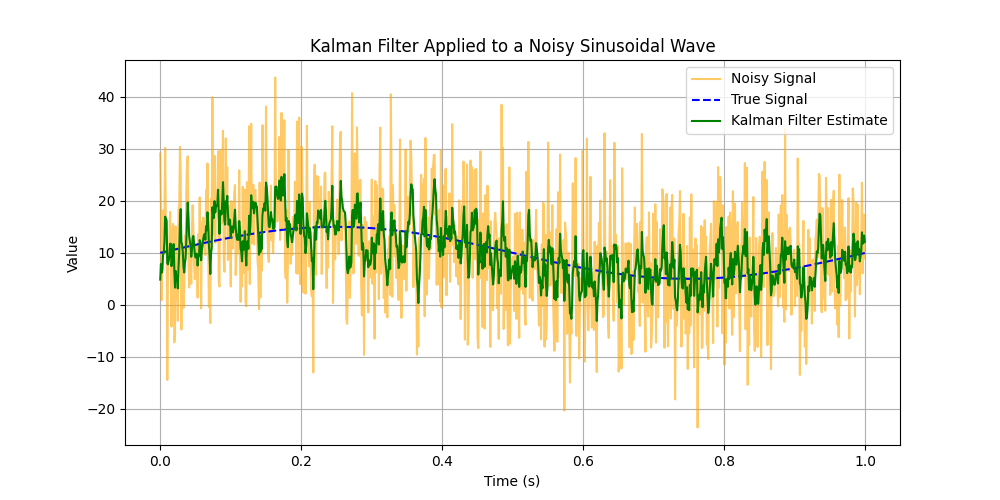 Kalman Filter Applied to a Noisy Sinusoidal Wave
Noisy Signal
True Signal
Kalman Filter Estimate
Value
40
30
20
10
0
−10
−20
0.0
0.2
0.4
0.6
0.8
1.0
Time (s)